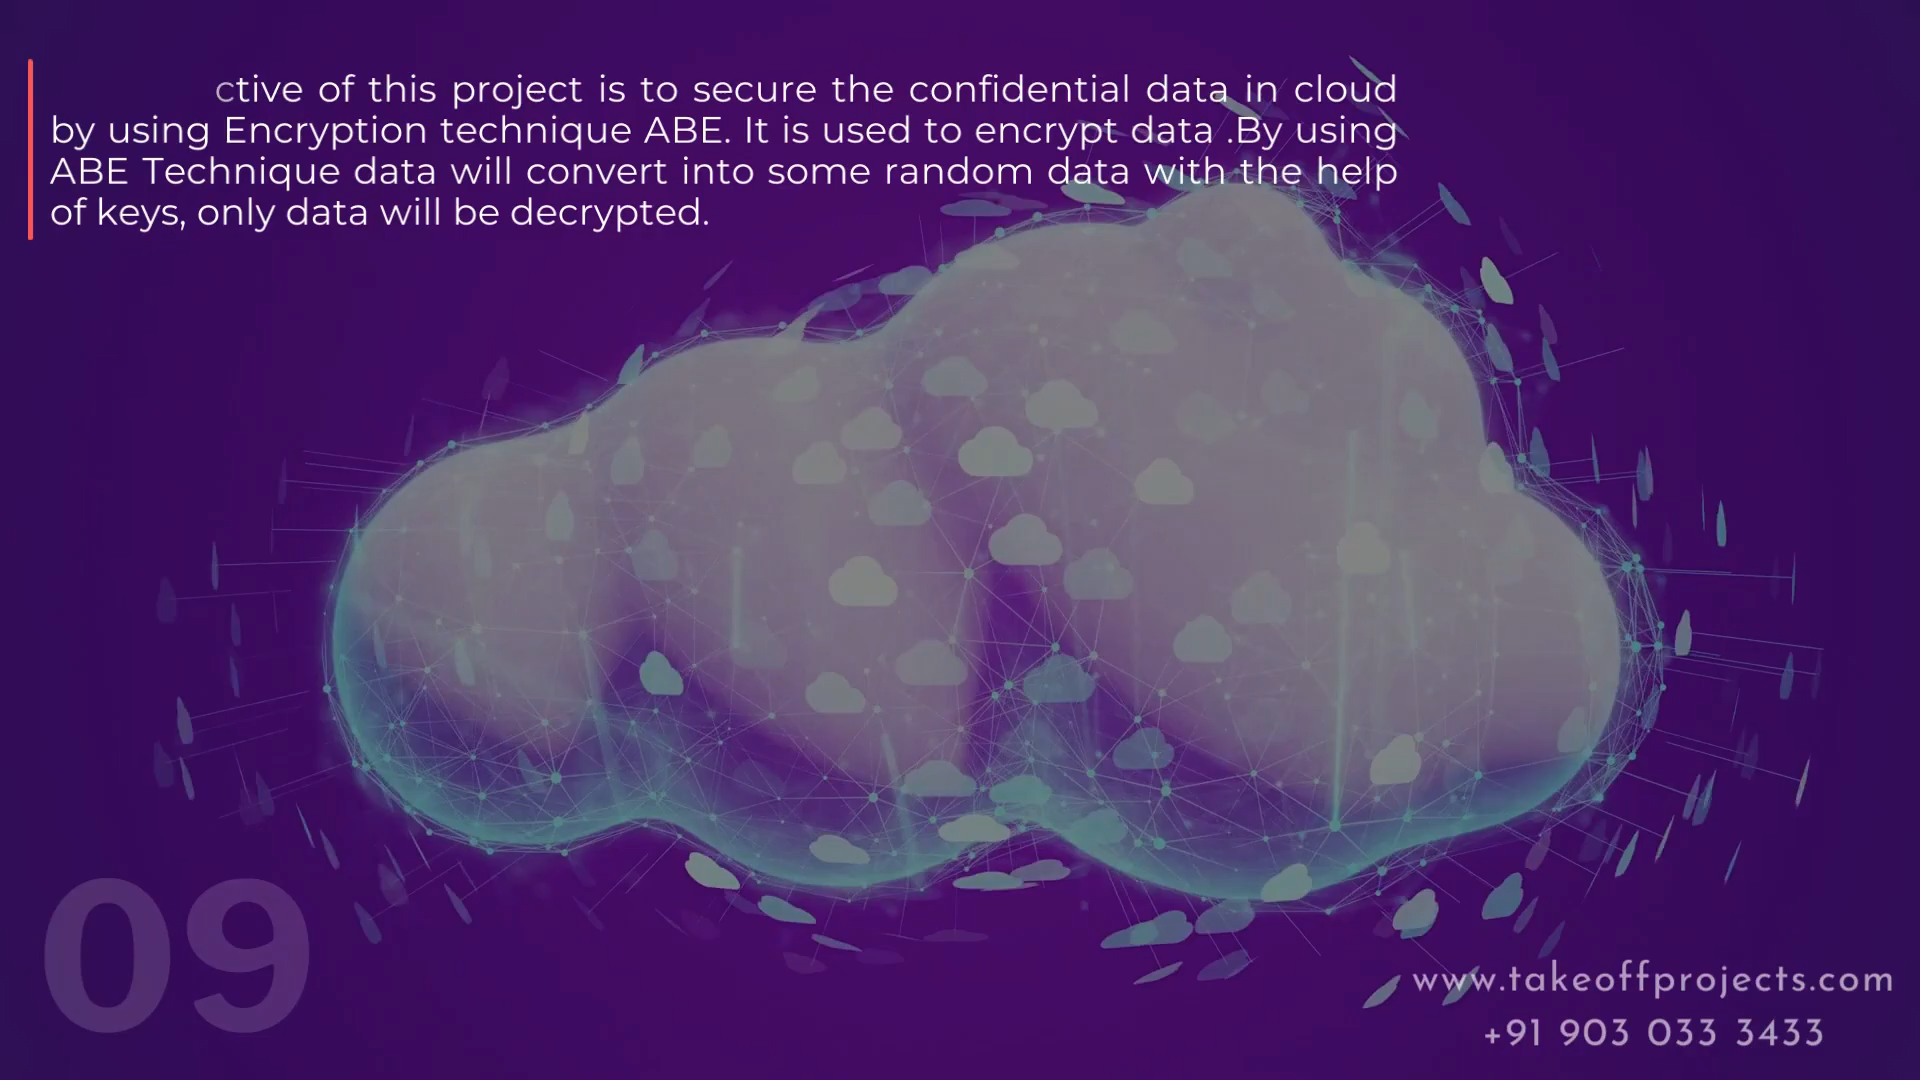 ctive of this project is to secure the confidential data in cloud
by using Encryption technique ABE. It is used to encrypt data .By using
ABE Technique data will convert into some random data with the help
of keys, only data will be decrypted.
09
www.takeoffprojects.com
+91 903 033 3433